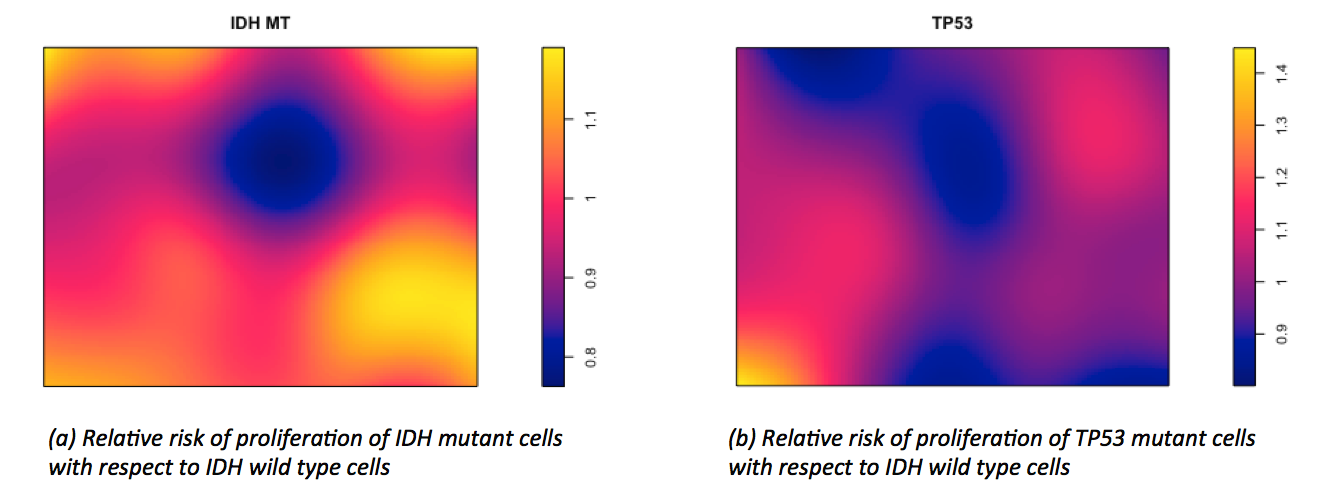 IDH MT
TP53
1.1
1
0.9
0.8
1.4
1.3
1.2
1.1
1
0.9
(a) Relative risk of proliferation of IDH mutant cells
with respect to IDH wild type cells
(b) Relative risk of proliferation of TP53 mutant cells
with respect to IDH wild type cells